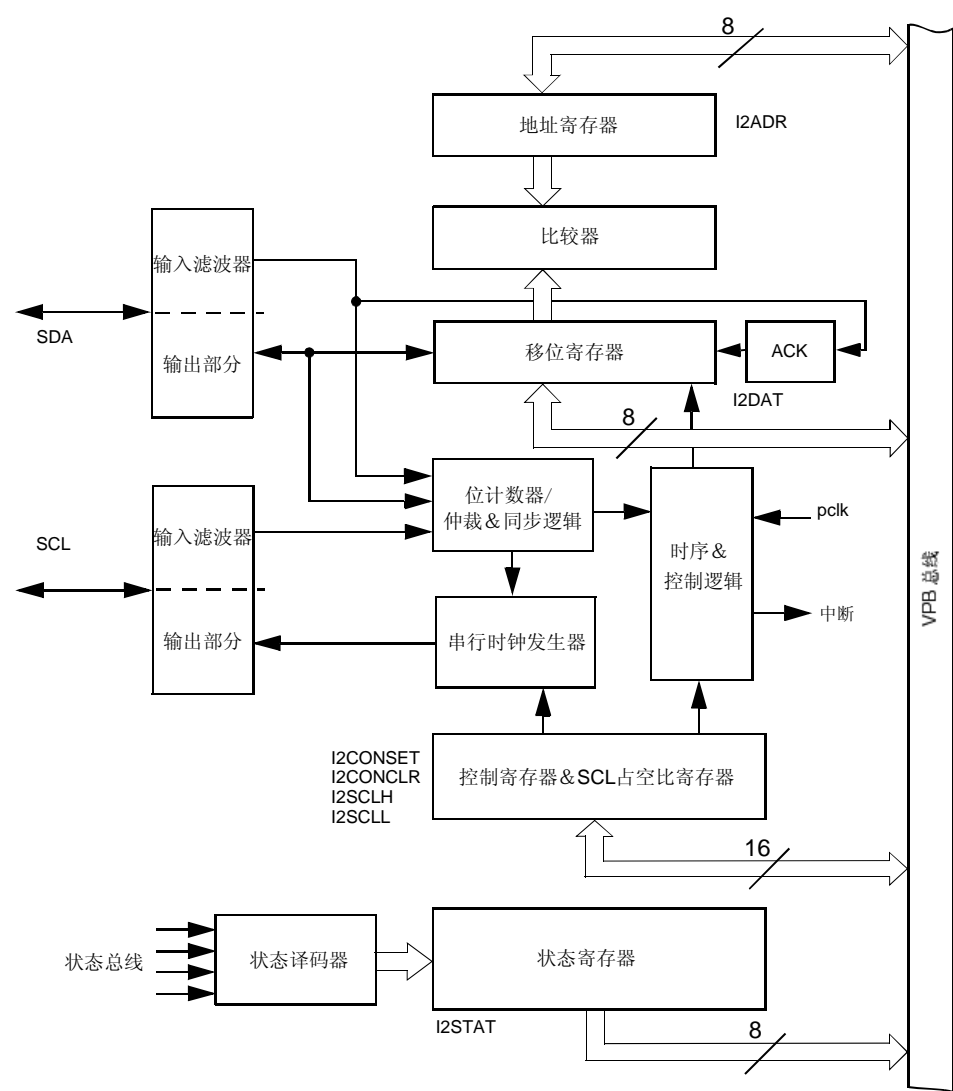 8
地址寄存器
I2ADR
比较器
输入滤波器
SDA
输出部分
移位寄存器
ACK
I2DAT
8
位计数器/
仲裁&同步逻辑
pclk
SCL
输入滤波器
时序&
控制逻辑
VPB 总线
中断
输出部分
串行时钟发生器
I2CONSET
I2CONCLR
I2SCLH
I2SCLL
控制寄存器&SCL占空比寄存器
16
状态总线
状态译码器
状态寄存器
I2STAT
8